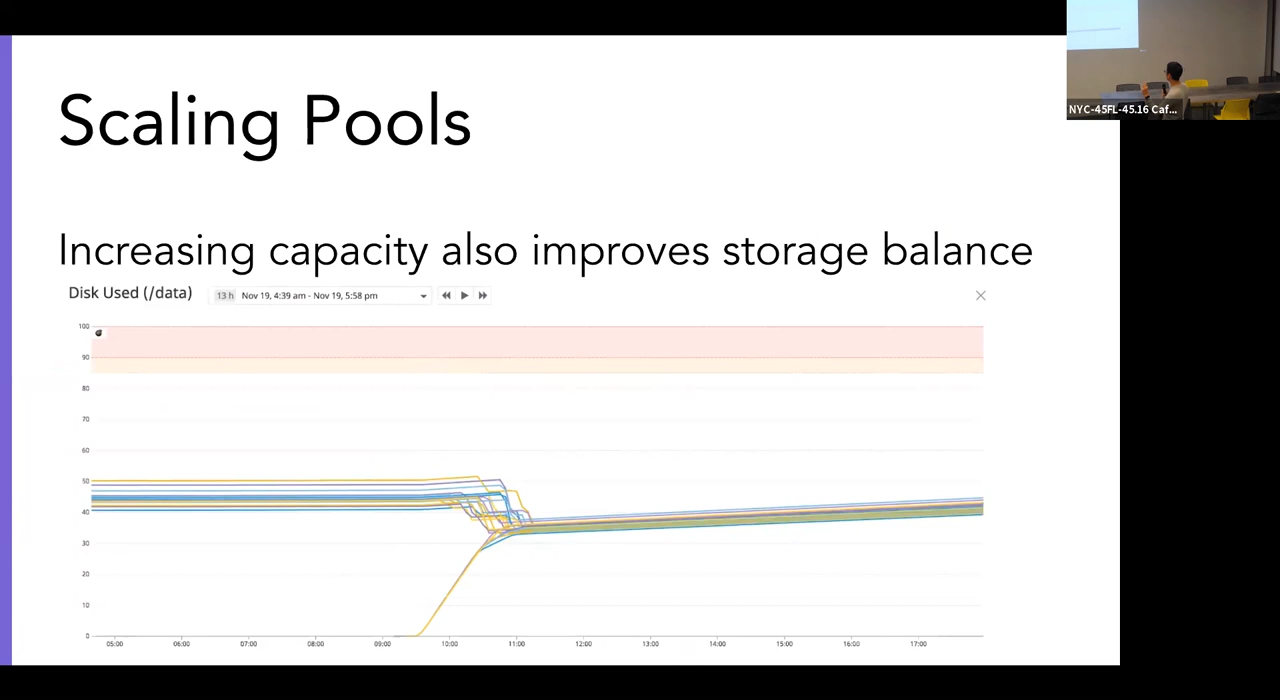 Scaling Pools
NYC-45FL-45.16 Caf...
Increasing capacity also improves storage balance
Disk Used (/data)
13 h Nov 19, 4:39 am - Nov 19, 5:58 pm
100
90
80
70
60
50
40
30
20
10
0
05:00 06:00 07:00 08:00 09:00 10:00 11:00 12:00 13:00 14:00 15:00 16:00 17:00